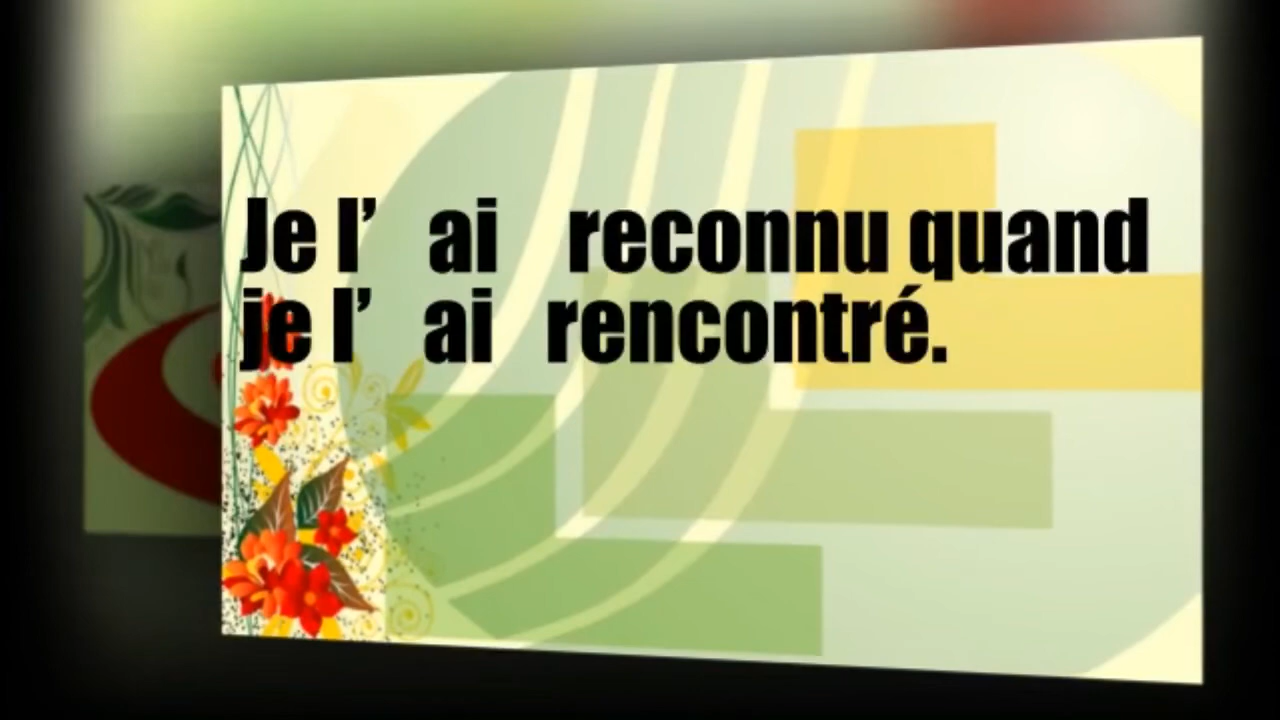 Je l’ ai reconnu quand
je l’ ai rencontré.